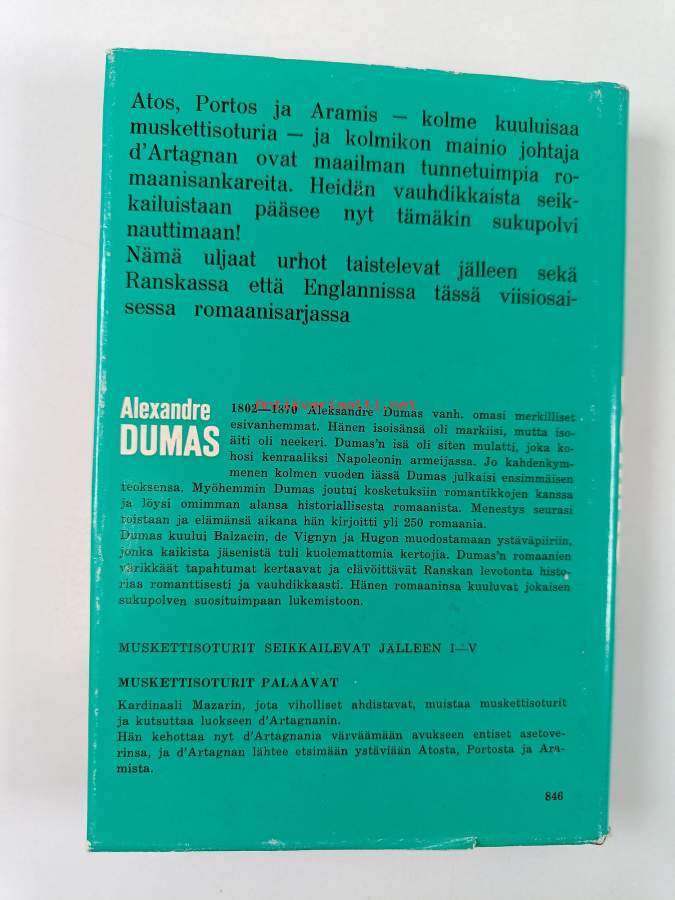 Atos, Portos ja Aramis — kolme kuuluisaa
muskettisoturia — ja kolmikon mainio johtaja
d'Artagnan ovat maailman tunnetuimpia ro-
maanisankareita. Heidän vauhdikkaista seik-
kailuistaan pääsee nyt tämäkin sukupolvi
nauttimaan!
Nämä uljaat urhot taistelevat jälleen sekä
Ranskassa että Englannissa tässä viisiosai-
sessa romaanisarjassa
Alexandre
DUMAS
Antikvariaatti.net
1802—1870 Aleksandre Dumas vanh. omasi merkilliset
esivanhemmat. Hänen isoisänsä oli markiisi, mutta iso-
äiti oli neekeri. Dumas'n isä oli siten mulatti, joka ko-
hosi kenraaliksi Napoleonin armeijassa. Jo kahdenkym-
menen kolmen vuoden iässä Dumas julkaisi ensimmäisen
teoksensa. Myöhemmin Dumas joutui kosketuksiin romantikkojen kanssa
ja löysi omimman alansa historiallisesta romaanista. Menestys seurasi
toistaan ja elämänsä aikana hän kirjoitti yli 250 romaania.
Dumas kuului Balzacin, de Vignyn ja Hugon muodostamaan ystäväpiiriin,
jonka kaikista jäsenistä tuli kuolemattomia kertojia. Dumas'n romaanien
värikkäät tapahtumat kertaavat ja elävöittävät Ranskan levotonta histo-
riaa romanttisesti ja vauhdikkaasti. Hänen romaaninsa kuuluvat jokaisen
sukupolven suosituimpaan lukemistoon.
MUSKETTISOTURIT SEIKKAILEVAT JÄLLEEN I—V
MUSKETTISOTURIT PALAAVAT
Kardinaali Mazarin, jota viholliset ahdistavat, muistaa muskettisoturit
ja kutsuttaa luokseen d'Artagnanin.
Hän kehottaa nyt d'Artagnania värväämään avukseen entiset asetove-
rinsa, ja d'Artagnan lähtee etsimään ystäviään Atosta, Portosta ja Ara-
mista.
846